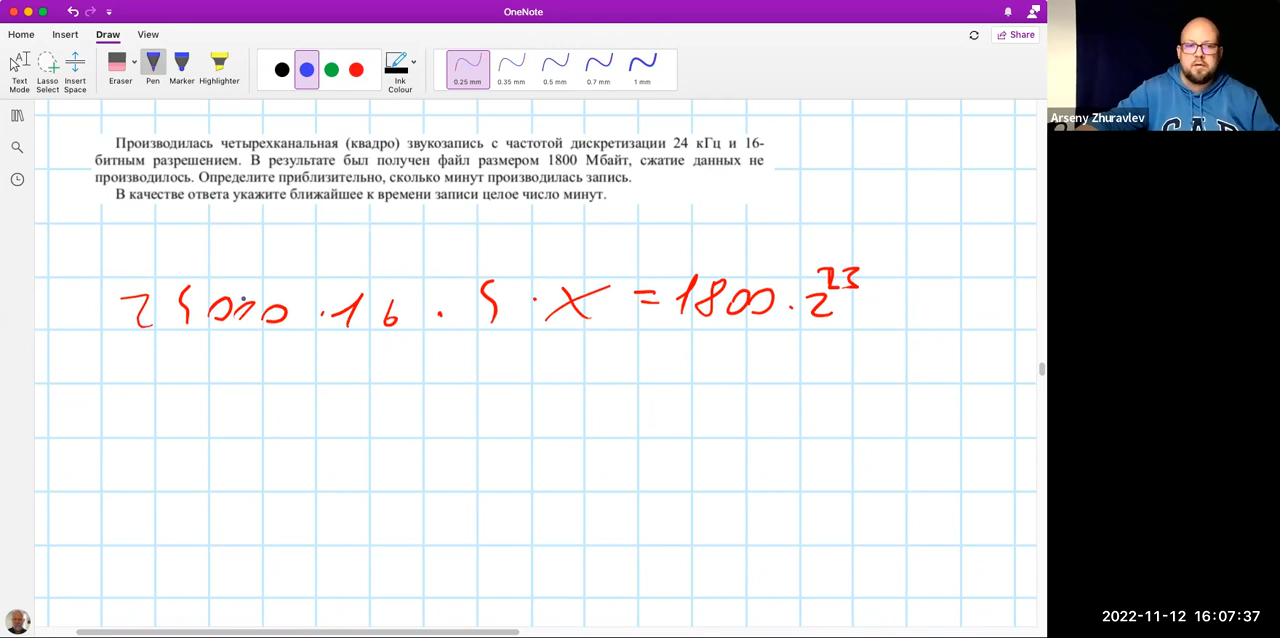 OneNote
Home Insert Draw View
Share
Text Mode
Lasso Select
Insert Space
Eraser
Pen
Marker
Highlighter
Ink Colour
0.25 mm
0.35 mm
0.5 mm
0.7 mm
1 mm
Arseny Zhuravlev
Производилась четырехканальная (квадро) звукозапись с частотой дискретизации 24 кГц и 16-
битным разрешением. В результате был получен файл размером 1800 Мбайт, сжатие данных не
производилось. Определите приблизительно, сколько минут производилась запись.
В качестве ответа укажите ближайшее к времени записи целое число минут.
24000 · 16 · 4 · x = 1800 · 2²³
2022-11-12 16:07:37